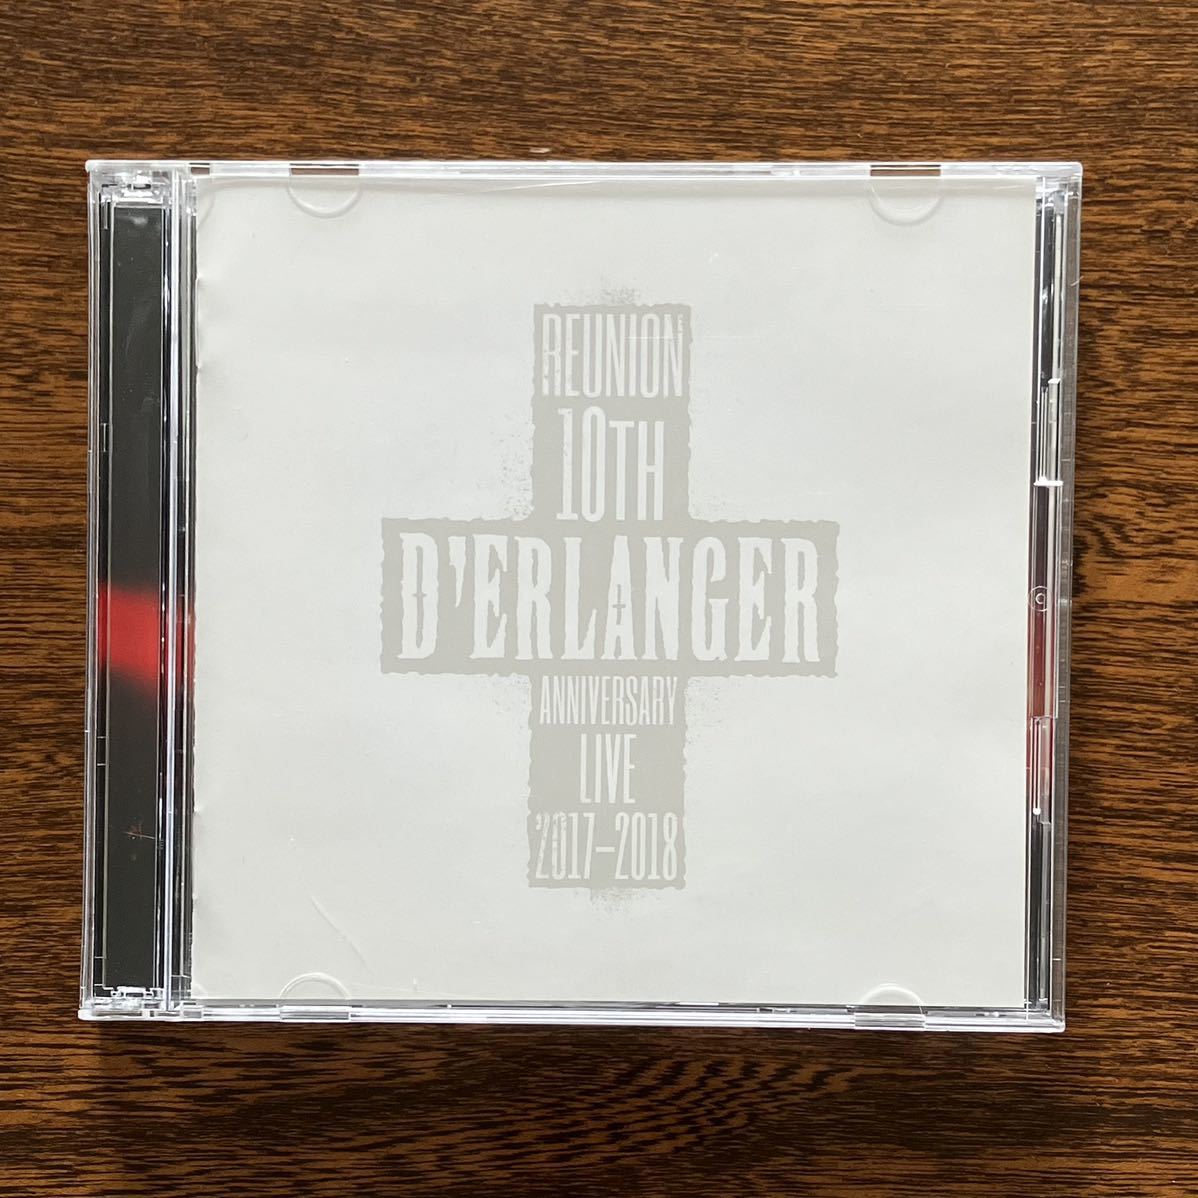 REUNION
10TH
D'ERLANGER
ANNIVERSARY
LIVE
2017-2018